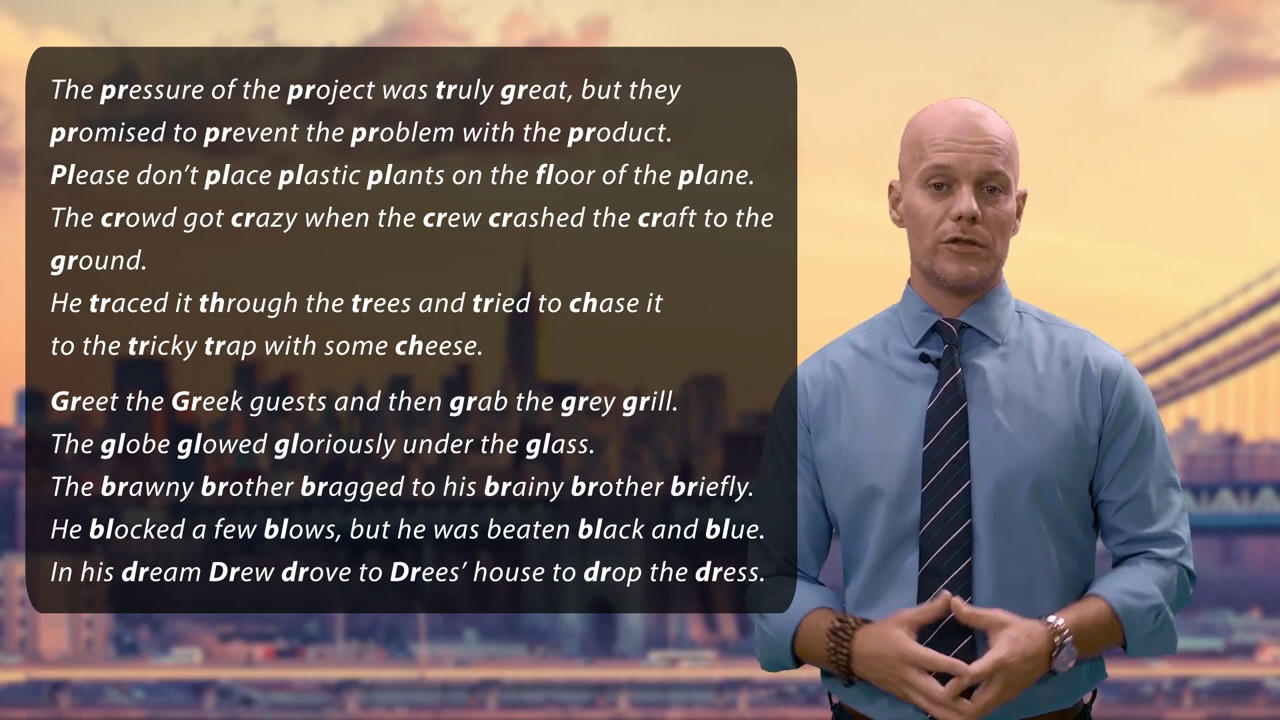 The pressure of the project was truly great, but they
promised to prevent the problem with the product.
Please don’t place plastic plants on the floor of the plane.
The crowd got crazy when the crew crashed the craft to the
ground.
He traced it through the trees and tried to chase it
to the tricky trap with some cheese.
Greet the Greek guests and then grab the grey grill.
The globe glowed gloriously under the glass.
The brawny brother bragged to his brainy brother briefly.
He blocked a few blows, but he was beaten black and blue.
In his dream Drew drove to Drees’ house to drop the dress.